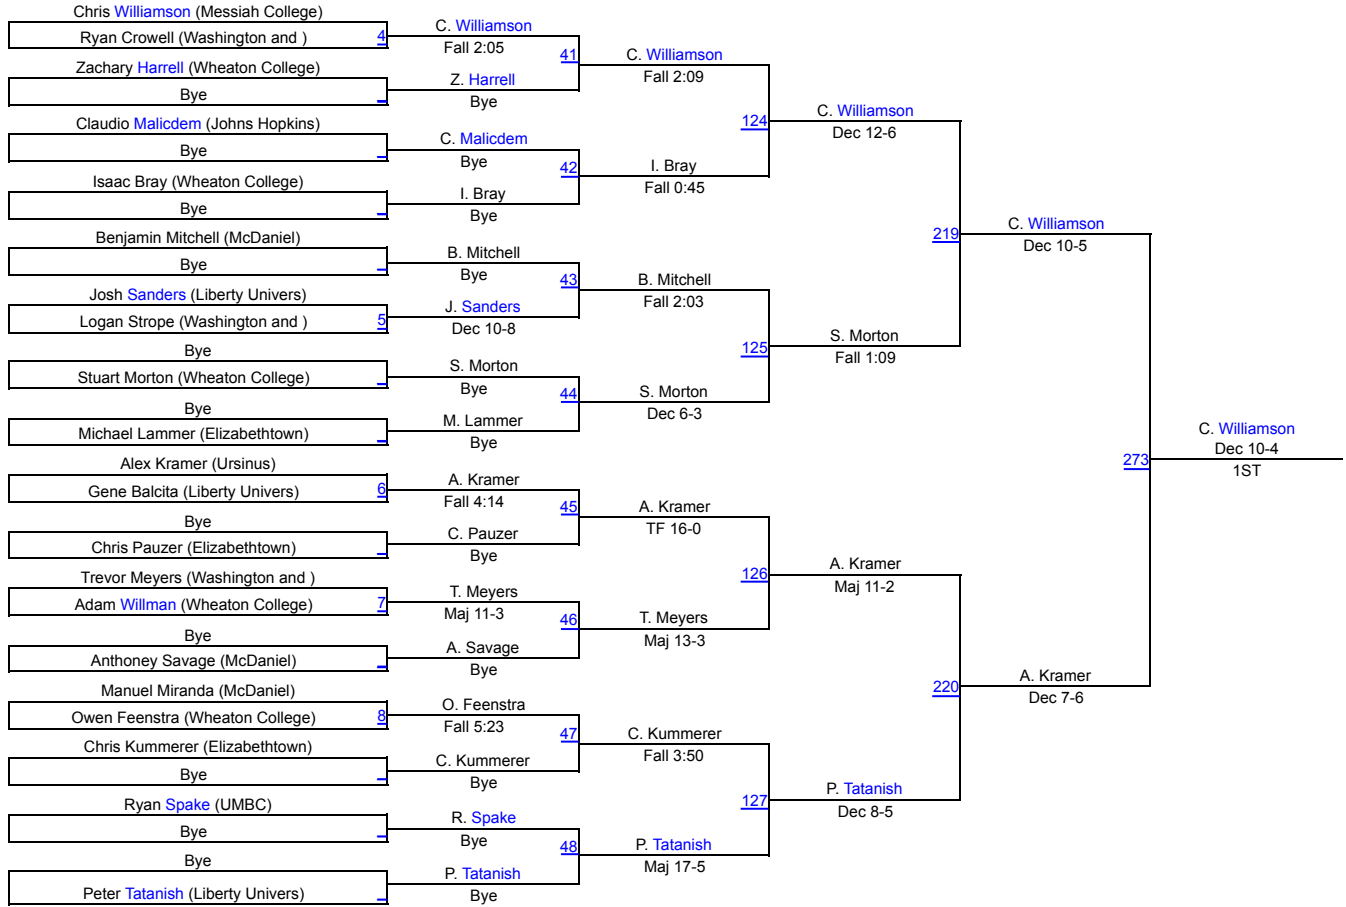 Chris Williamson (Messiah College)
Ryan Crowell (Washington and )
4
Zachary Harrell (Wheaton College)
Bye
Claudio Malicdem (Johns Hopkins)
Bye
Isaac Bray (Wheaton College)
Bye
Benjamin Mitchell (McDaniel)
Bye
Josh Sanders (Liberty Univers)
Logan Strope (Washington and )
5
Bye
Stuart Morton (Wheaton College)
Bye
Michael Lammer (Elizabethtown)
Alex Kramer (Ursinus)
Gene Balcita (Liberty Univers)
6
Bye
Chris Pauzer (Elizabethtown)
Trevor Meyers (Washington and )
Adam Willman (Wheaton College)
7
Bye
Anthoney Savage (McDaniel)
Manuel Miranda (McDaniel)
Owen Feenstra (Wheaton College)
8
Chris Kummerer (Elizabethtown)
Bye
Ryan Spake (UMBC)
Bye
Bye
Peter Tatanish (Liberty Univers)
C. Williamson
Fall 2:05
41
Z. Harrell
Bye
C. Malicdem
Bye
42
I. Bray
Bye
B. Mitchell
Bye
43
J. Sanders
Dec 10-8
S. Morton
Bye
44
M. Lammer
Bye
A. Kramer
Fall 4:14
45
C. Pauzer
Bye
T. Meyers
Maj 11-3
46
A. Savage
Bye
O. Feenstra
Fall 5:23
47
C. Kummerer
Bye
R. Spake
Bye
48
P. Tatanish
Bye
C. Williamson
Fall 2:09
124
I. Bray
Fall 0:45
B. Mitchell
Fall 2:03
125
S. Morton
Dec 6-3
A. Kramer
TF 16-0
126
T. Meyers
Maj 13-3
C. Kummerer
Fall 3:50
127
P. Tatanish
Maj 17-5
C. Williamson
Dec 12-6
219
S. Morton
Fall 1:09
A. Kramer
Maj 11-2
220
P. Tatanish
Dec 8-5
C. Williamson
Dec 10-5
273
A. Kramer
Dec 7-6
C. Williamson
Dec 10-4
1ST